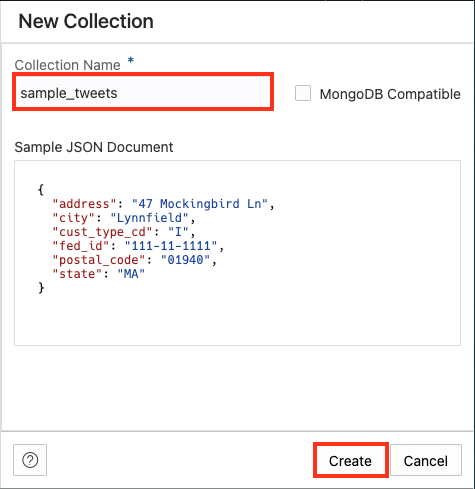 New Collection
Collection Name *
sample_tweets
MongoDB Compatible
Sample JSON Document
{
  "address": "47 Mockingbird Ln",
  "city": "Lynnfield",
  "cust_type_cd": "I",
  "fed_id": "111-11-1111",
  "postal_code": "01940",
  "state": "MA"
}
?
Create
Cancel